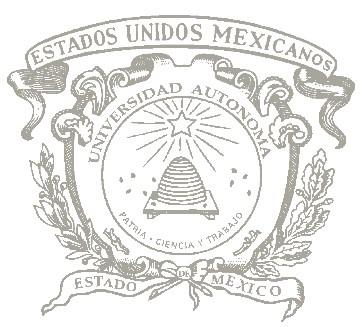 ESTADOS UNIDOS MEXICANOS
UNIVERSIDAD AUTONOMA
PATRIA · CIENCIA Y TRABAJO
ESTADO DE MEXICO